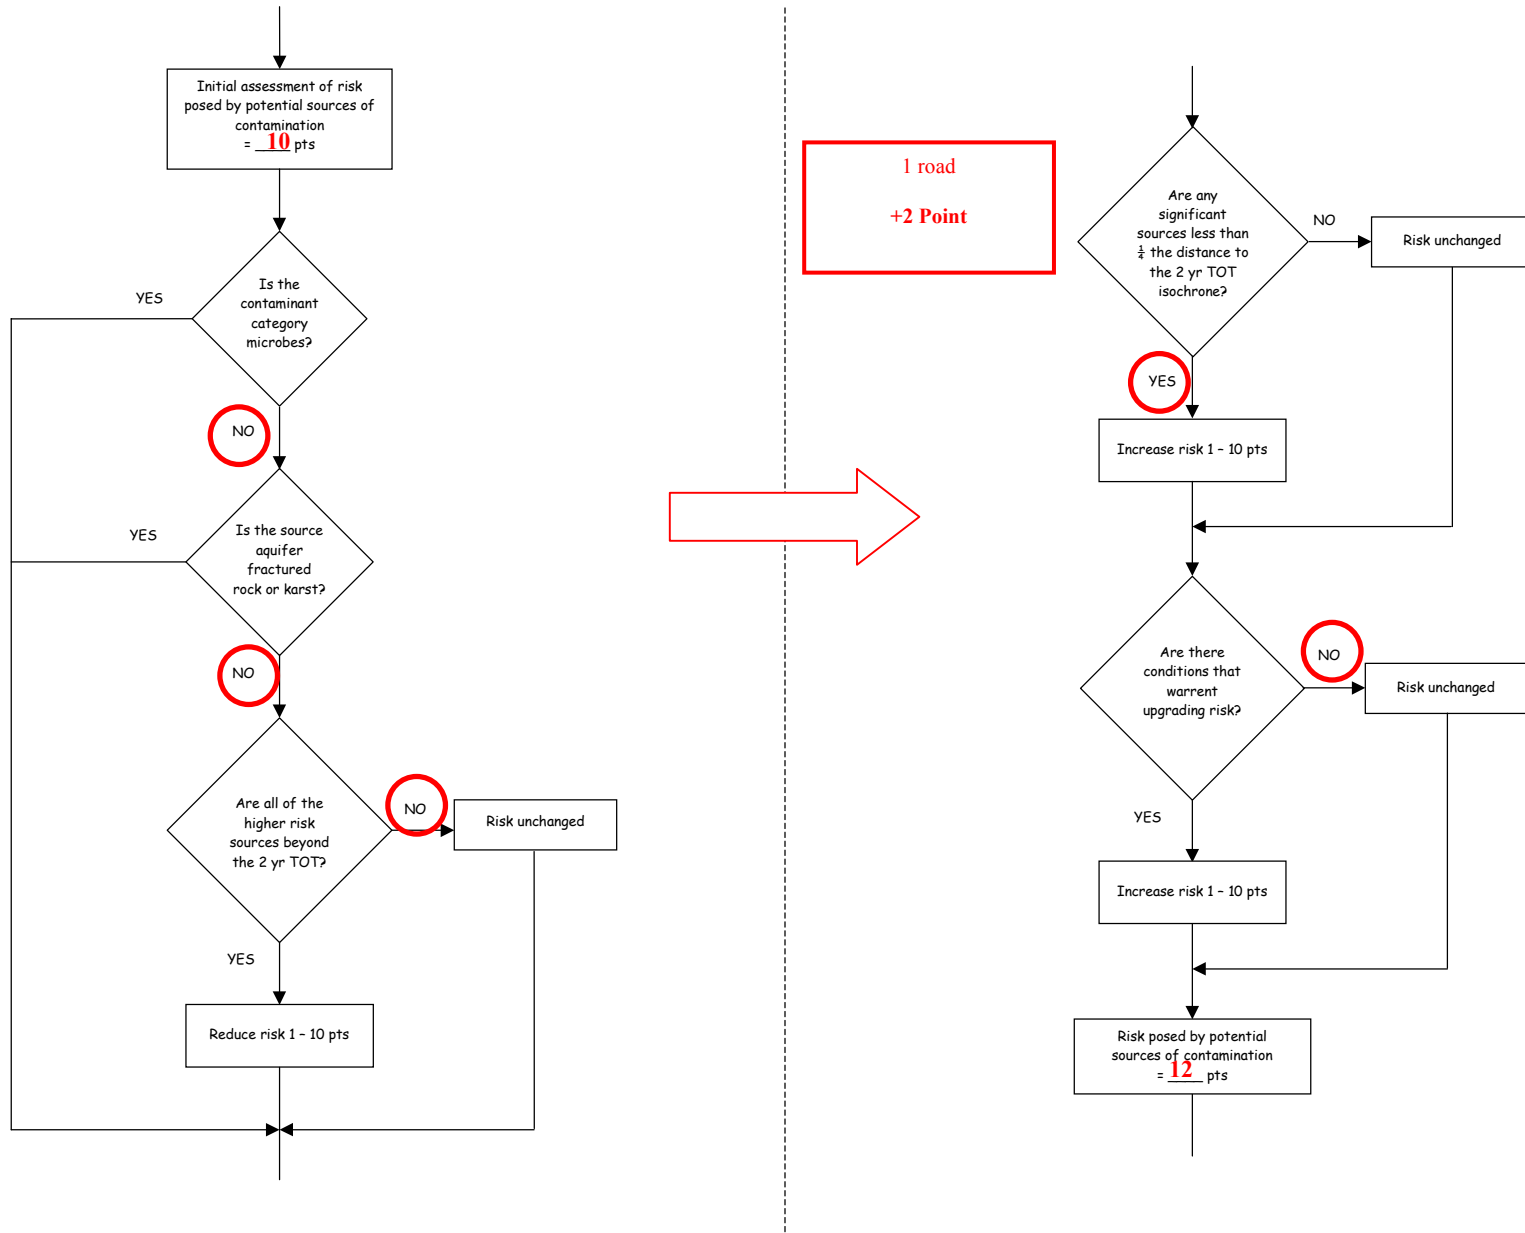 Initial assessment of risk
posed by potential sources of
contamination
= 10 pts
Is the
contaminant
category
microbes?
YES
NO
Is the source
aquifer
fractured
rock or karst?
YES
NO
Are all of the
higher risk
sources beyond
the 2 yr TOT?
NO
Risk unchanged
YES
Reduce risk 1 – 10 pts
1 road
+2 Point
Are any
significant
sources less than
¼ the distance to
the 2 yr TOT
isochrone?
NO
Risk unchanged
YES
Increase risk 1 – 10 pts
Are there
conditions that
warrent
upgrading risk?
NO
Risk unchanged
YES
Increase risk 1 – 10 pts
Risk posed by potential
sources of contamination
= 12 pts